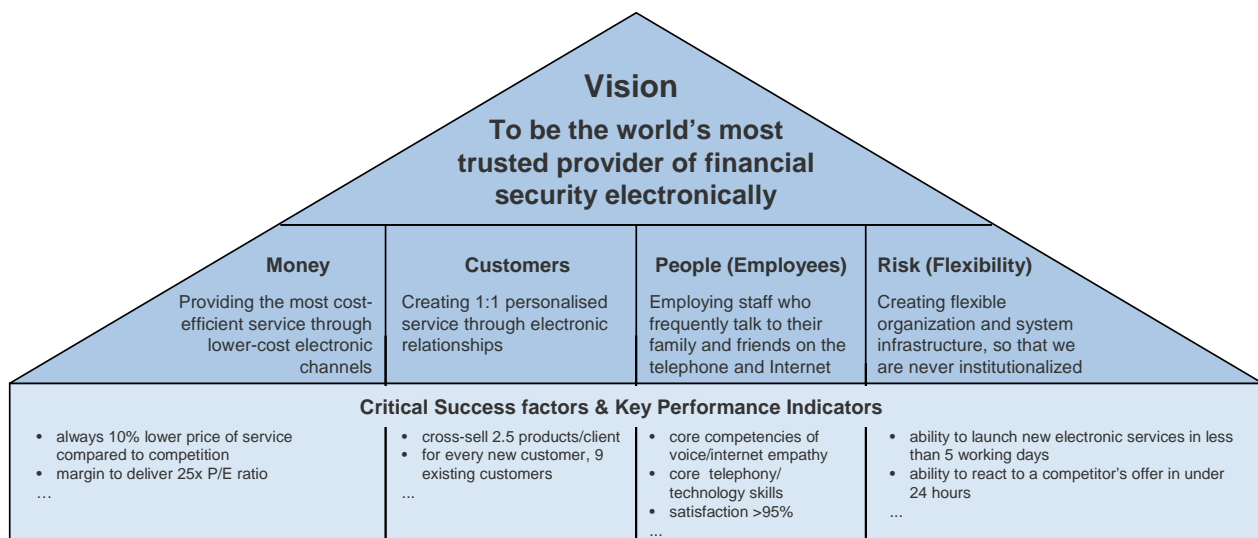 Vision
To be the world's most
trusted provider of financial
security electronically
Money
Providing the most cost-
efficient service through
lower-cost electronic
channels
Customers
Creating 1:1 personalised
service through electronic
relationships
People (Employees)
Employing staff who
frequently talk to their
family and friends on the
telephone and Internet
Risk (Flexibility)
Creating flexible
organization and system
infrastructure, so that we
are never institutionalized
Critical Success factors & Key Performance Indicators
• always 10% lower price of service
compared to competition
• margin to deliver 25x P/E ratio
…
• cross-sell 2.5 products/client
• for every new customer, 9
existing customers
...
• core competencies of
voice/internet empathy
• core telephony/
technology skills
• satisfaction >95%
...
• ability to launch new electronic services in less
than 5 working days
• ability to react to a competitor's offer in under
24 hours
...